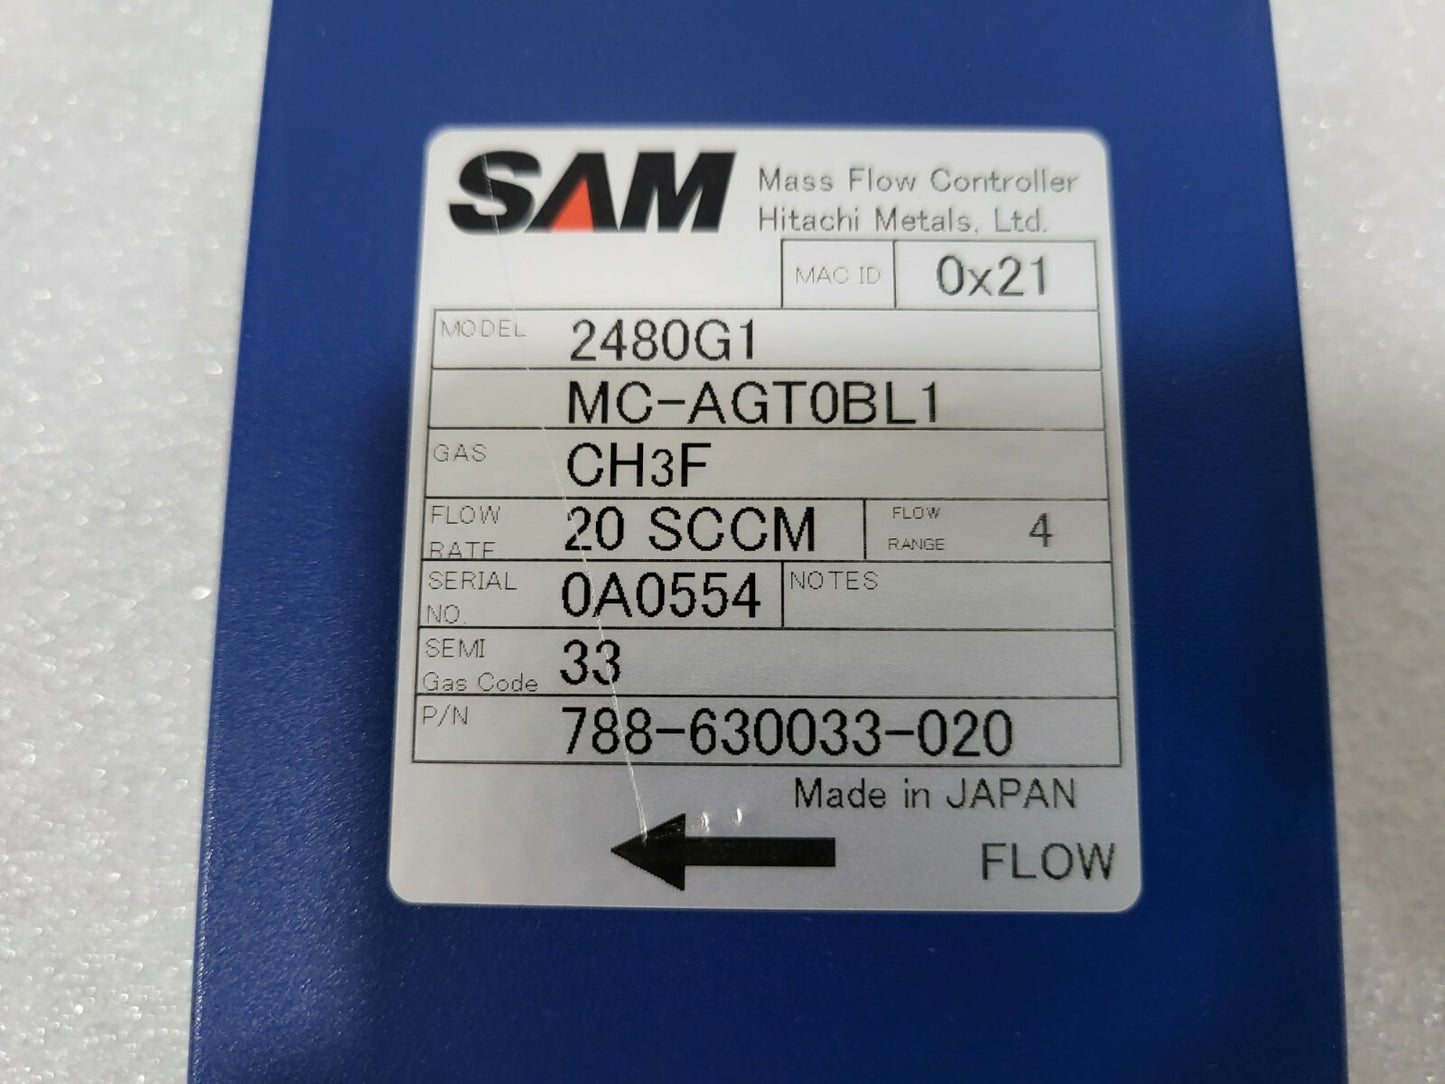 SAM
Mass Flow Controller
Hitachi Metals, Ltd.
MAC ID 0x21
MODEL 2480G1
MC-AGT0BL1
GAS CH3F
FLOW RATE 20 SCCM FLOW RANGE 4
SERIAL NO. 0A0554 NOTES
SEMI Gas Code 33
P/N 788-630033-020
Made in JAPAN
FLOW